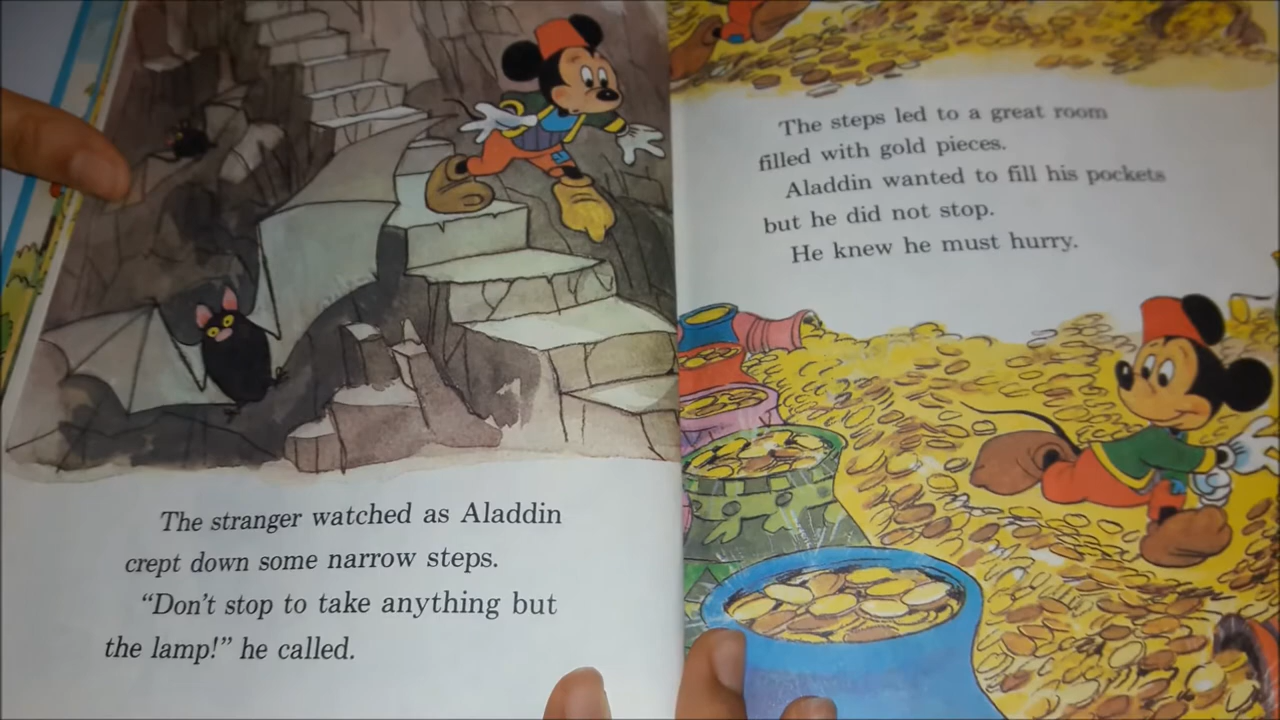 The stranger watched as Aladdin
crept down some narrow steps.
“Don't stop to take anything but
the lamp!” he called.
The steps led to a great room
filled with gold pieces.
Aladdin wanted to fill his pockets
but he did not stop.
He knew he must hurry.